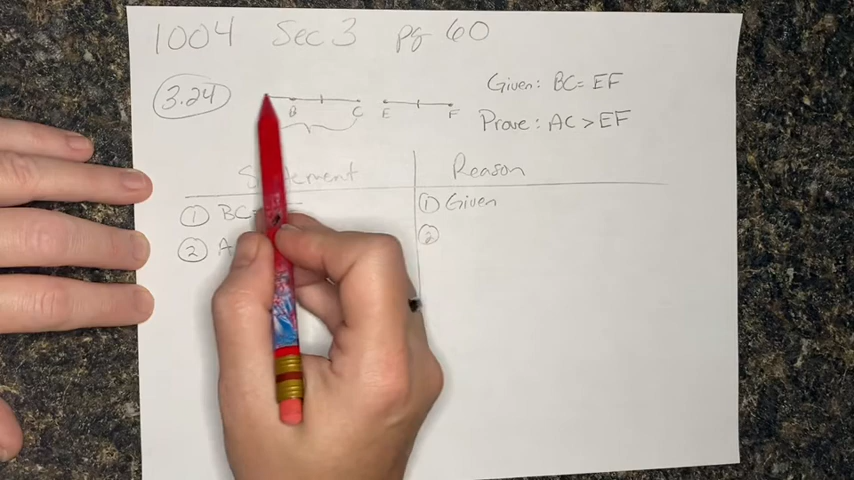 1004 Sec 3 pg 60
3.24
B C E F
Given: BC = EF
Prove: AC > EF
Statement Reason
① BC ① Given
② A ②